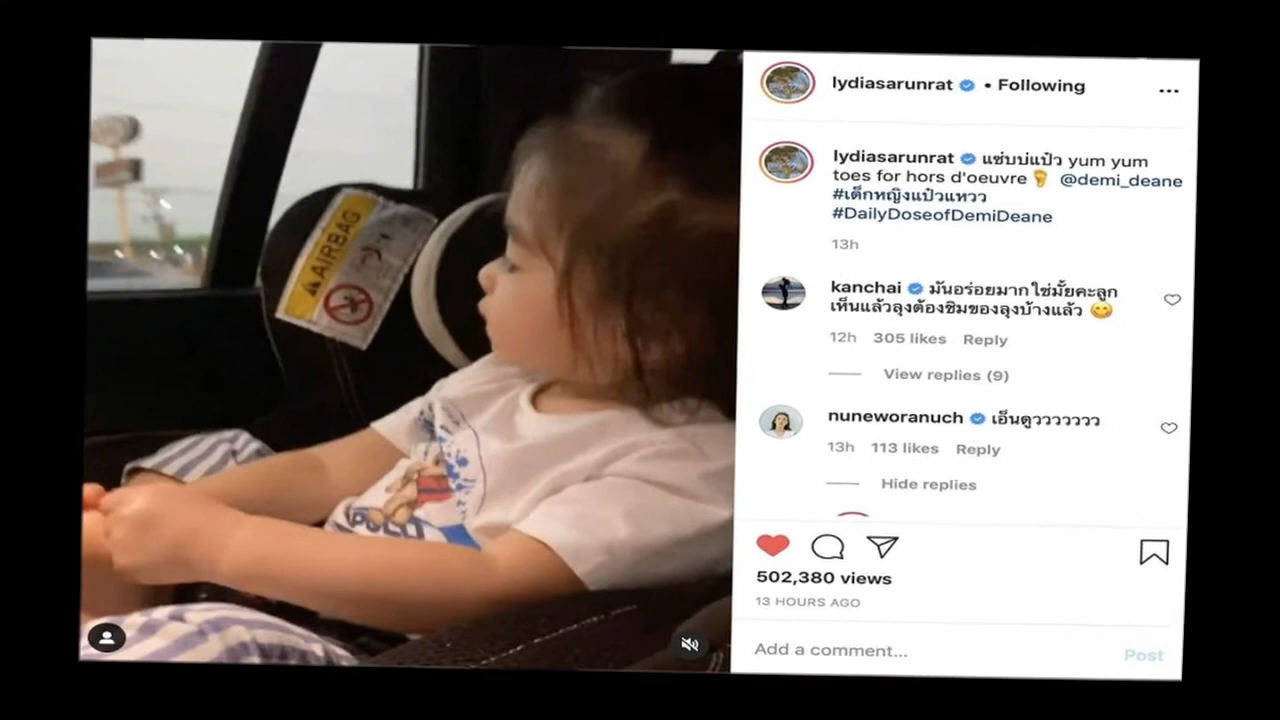 AIRBAG
POLO
lydiasarunrat • Following
lydiasarunrat แซ่บบ่แป๋ว yum yum
toes for hors d'oeuvre @demi_deane
#เด็กหญิงแป๋วแหวว
#DailyDoseofDemiDeane
13h
kanchai มันอร่อยมากใช่มั้ยคะลูก
เห็นแล้วลุงต้องชิมของลุงบ้างแล้ว
12h 305 likes Reply
View replies (9)
nuneworanuch เอ็นดูววววววว
13h 113 likes Reply
Hide replies
502,380 views
13 HOURS AGO
Add a comment...
Post